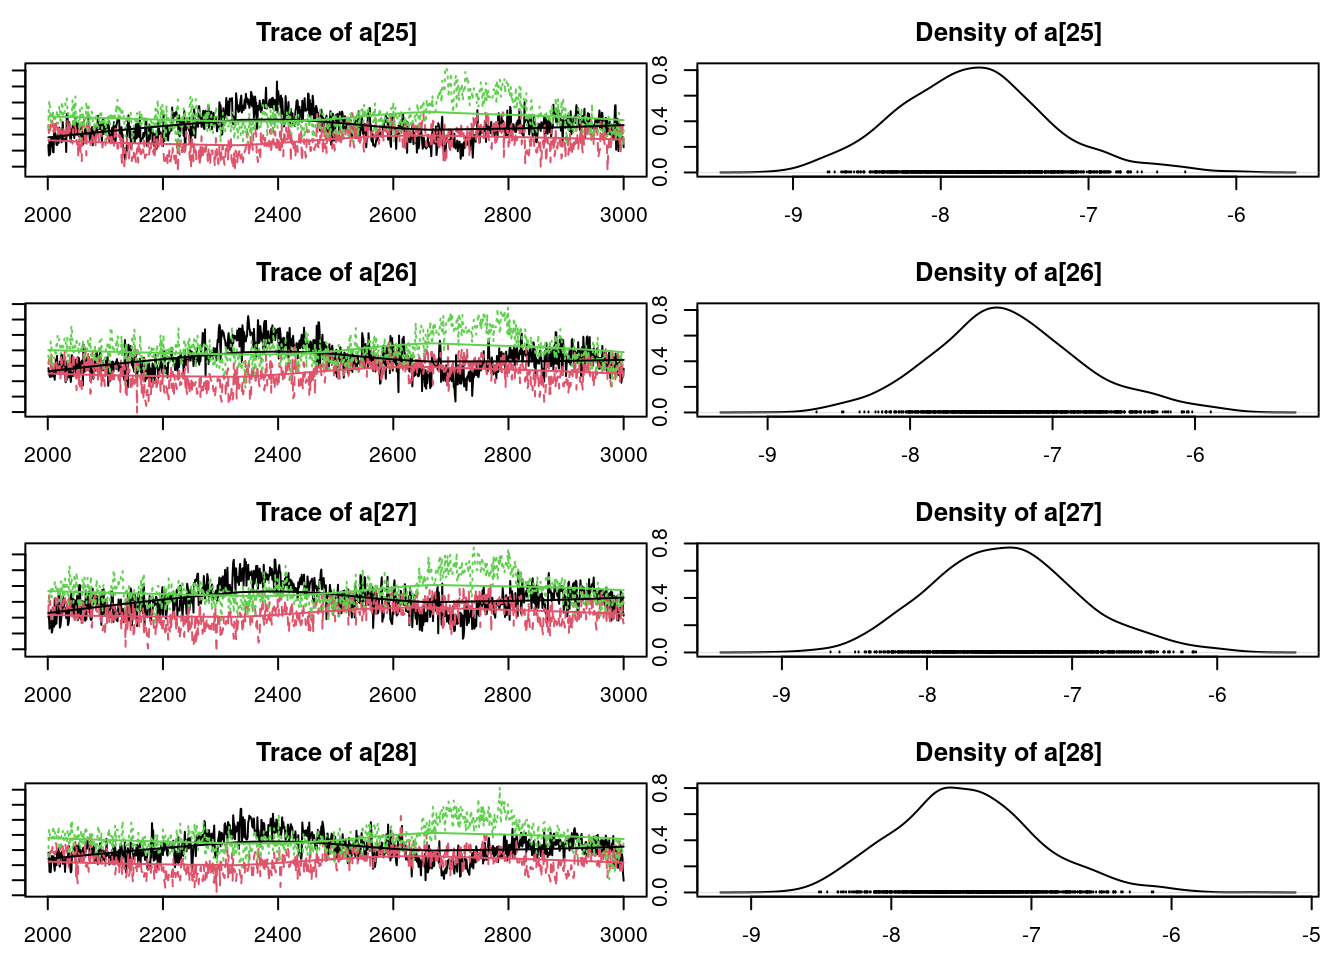 Trace of a[25] Density of a[25]
0.0 0.4 0.8
2000 2200 2400 2600 2800 3000 -9 -8 -7 -6
Trace of a[26] Density of a[26]
0.0 0.4 0.8
2000 2200 2400 2600 2800 3000 -9 -8 -7 -6
Trace of a[27] Density of a[27]
0.0 0.4 0.8
2000 2200 2400 2600 2800 3000 -9 -8 -7 -6
Trace of a[28] Density of a[28]
0.0 0.4 0.8
2000 2200 2400 2600 2800 3000 -9 -8 -7 -6 -5